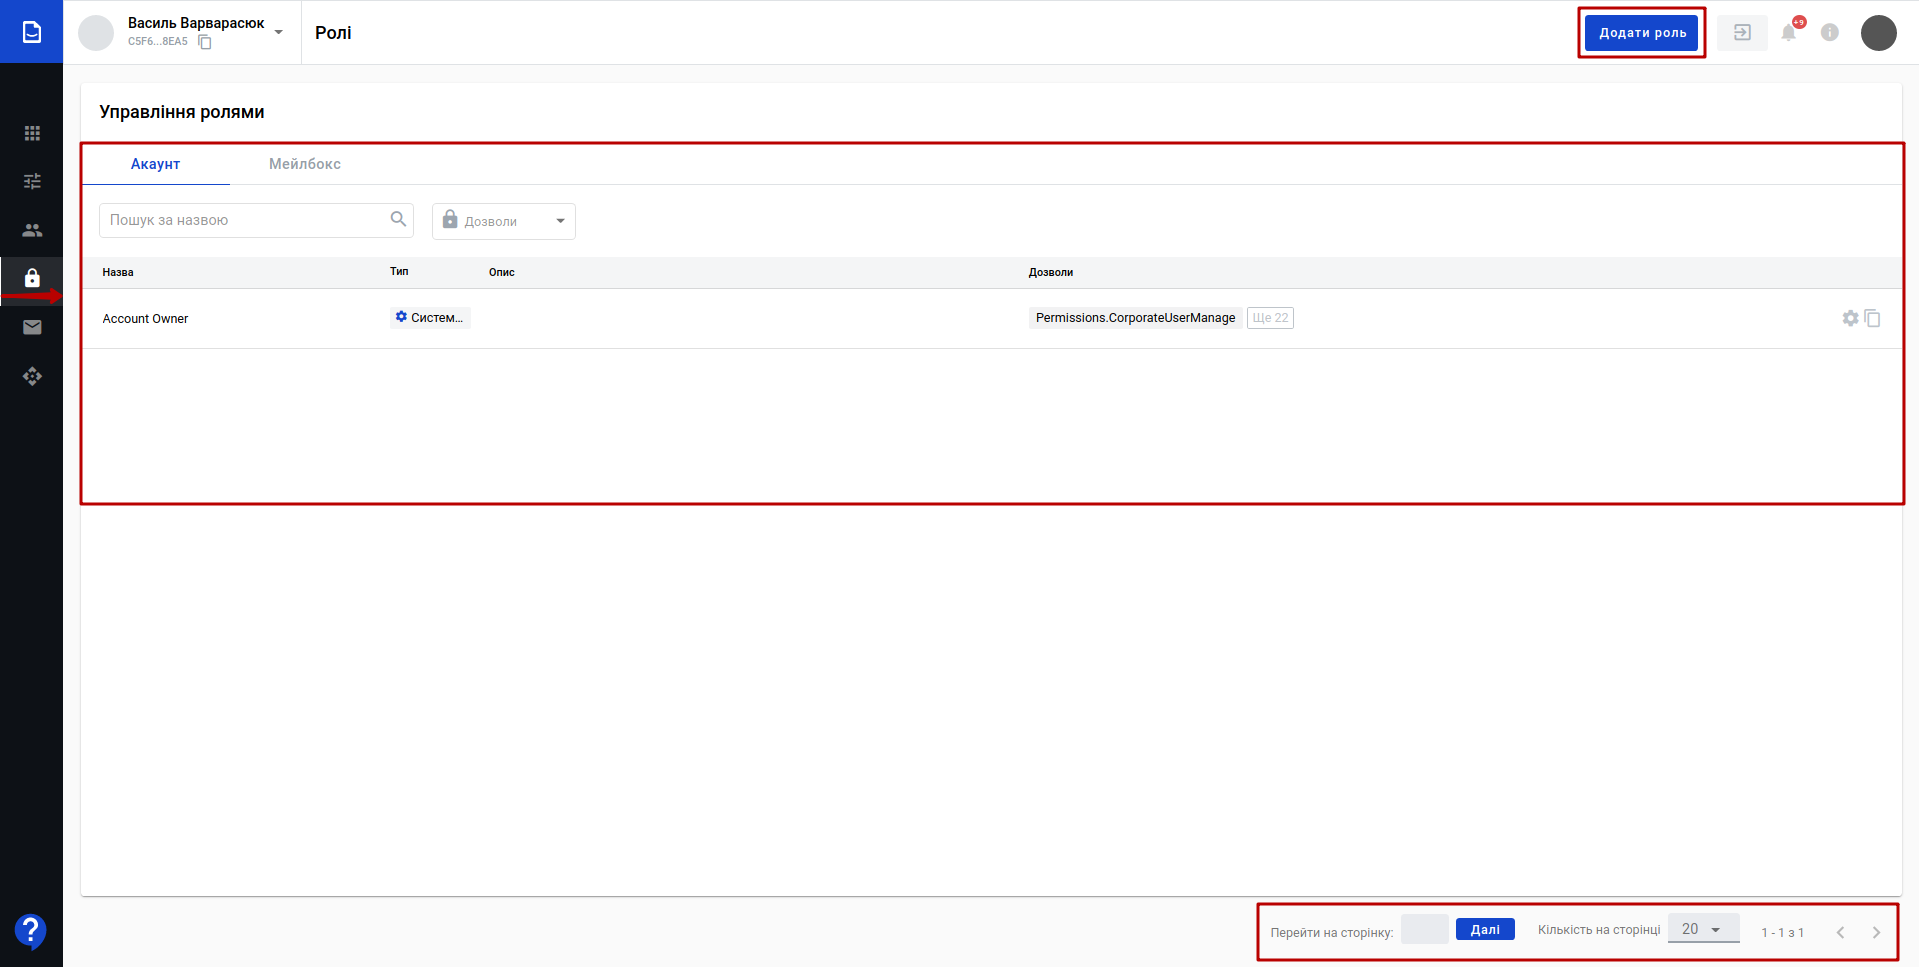 Василь Варварасюк
C5F6...8EA5
Ролі
Додати роль
+9
Управління ролями
Акаунт Мейлбокс
Пошук за назвою
Дозволи
Назва Тип Опис Дозволи
Account Owner Систем... Permissions.CorporateUserManage Ще 22
Перейти на сторінку: Далі Кількість на сторінці 20 1 - 1 з 1
?